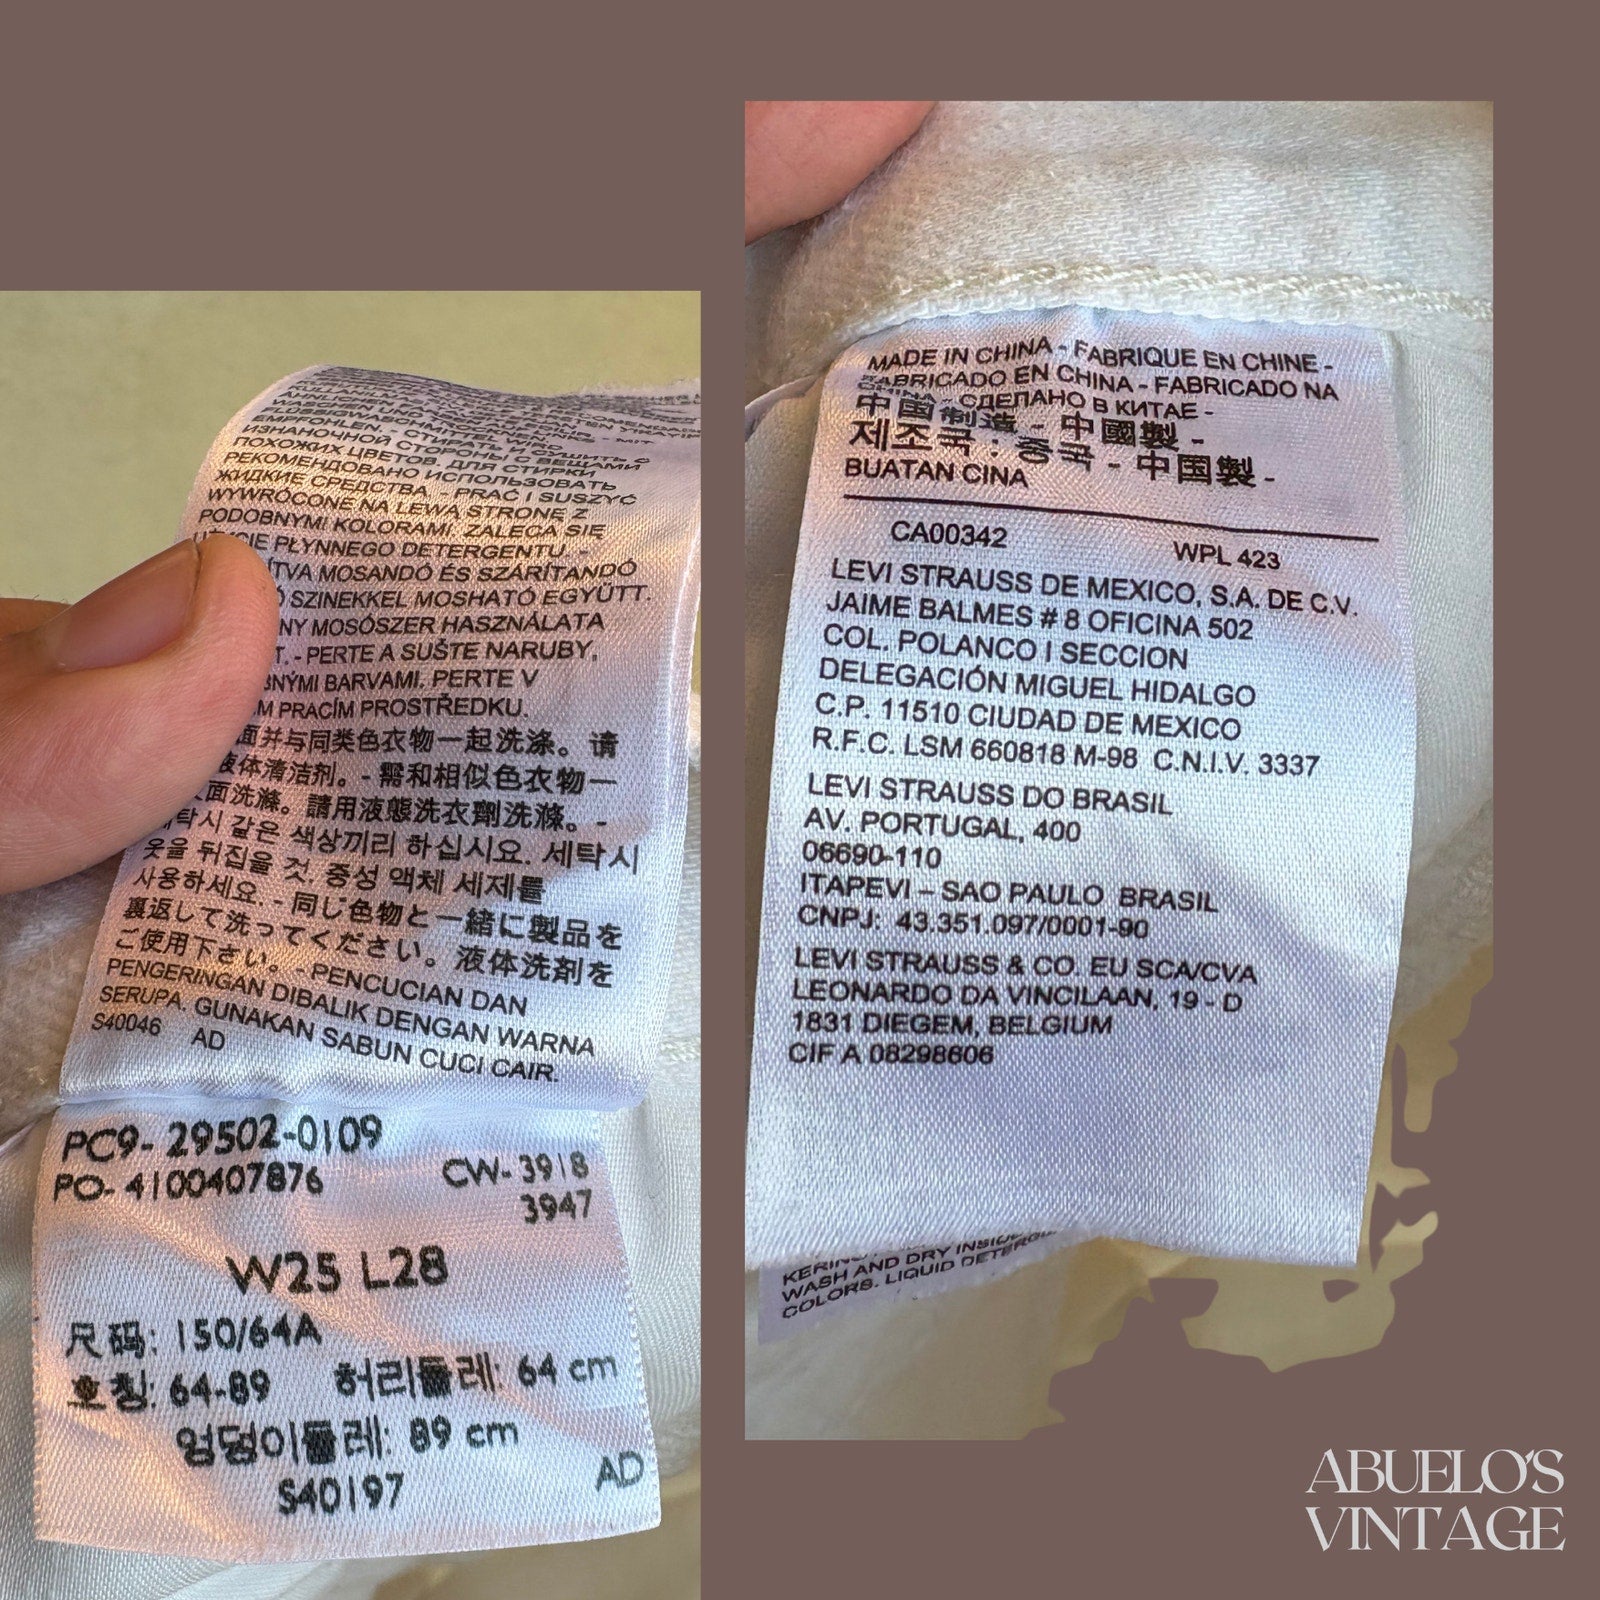 ИЗНАНОЧНОЙ СТОРОНЫ С ВЕЩАМИ
ПОХОЖИХ ЦВЕТОВ. ДЛЯ СТИРКИ
РЕКОМЕНДОВАНО ИСПОЛЬЗОВАТЬ
ЖИДКИЕ СРЕДСТВА - PRAĆ I SUSZYĆ
WYWRÓCONE NA LEWĄ STRONĘ Z
PODOBNYMI KOLORAMI. ZALECA SIĘ
PŁYNNEGO DETERGENTU. -
MOSANDÓ ÉS SZÁRÍTANDÓ
SZINEKKEL MOSHATÓ EGYÜTT.
MOSÓSZER HASZNÁLATA
- PERTE A SUŠTE NARUBY,
BARVAMI. PERTE V
PRACÍM PROSTŘEDKU.
面并与同类色衣物一起洗涤。请
液体清洁剂。- 需和相似色衣物一
面洗滌。請用液態洗衣劑洗滌。-
세탁시 같은 색상끼리 하십시요. 세탁시
옷을 뒤집을 것. 중성 액체 세제를
사용하세요. - 同じ色物と一緒に製品を
裏返して洗ってください。液体洗剤を
ご使用下さい。 - PENCUCIAN DAN
PENGERINGAN DIBALIK DENGAN WARNA
SERUPA. GUNAKAN SABUN CUCI CAIR.
S40046 AD
PC9- 29502-0109
PO- 4100407876 CW- 3918
3947
W25 L28
尺码: 150/64A
호칭: 64-89 허리둘레: 64 cm
엉덩이둘레: 89 cm
S40197 AD
MADE IN CHINA - FABRIQUE EN CHINE -
FABRICADO EN CHINA - FABRICADO NA
CHINA - СДЕЛАНО В КИТАЕ -
中国制造 - 中國製 -
제조국 : 중국 - 中国製 -
BUATAN CINA
CA00342 WPL 423
LEVI STRAUSS DE MEXICO, S.A. DE C.V.
JAIME BALMES # 8 OFICINA 502
COL. POLANCO I SECCION
DELEGACIÓN MIGUEL HIDALGO
C.P. 11510 CIUDAD DE MEXICO
R.F.C. LSM 660818 M-98 C.N.I.V. 3337
LEVI STRAUSS DO BRASIL
AV. PORTUGAL, 400
06690-110
ITAPEVI – SAO PAULO BRASIL
CNPJ: 43.351.097/0001-90
LEVI STRAUSS & CO. EU SCA/CVA
LEONARDO DA VINCILAAN, 19 - D
1831 DIEGEM, BELGIUM
CIF A 08298606
WASH AND DRY
COLORS. LIQUID
ABUELO'S
VINTAGE